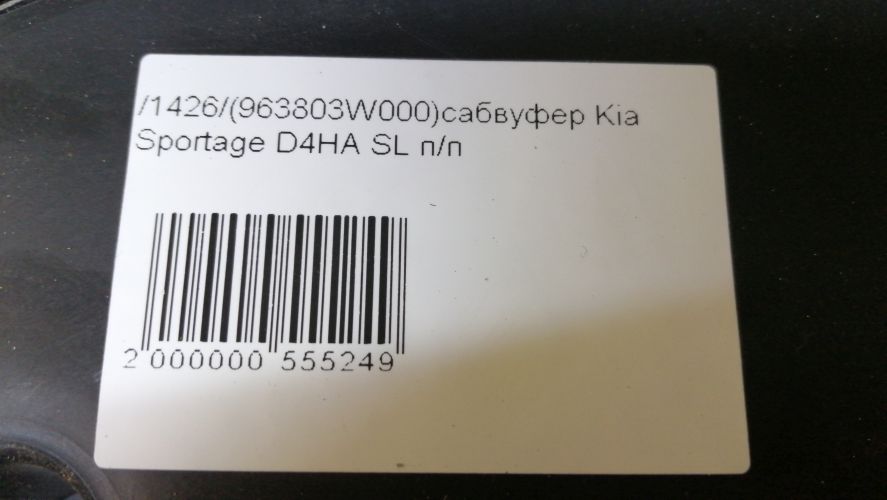 /1426/(963803W000)сабвуфер Kia
Sportage D4HA SL п/п
2 000000 555249